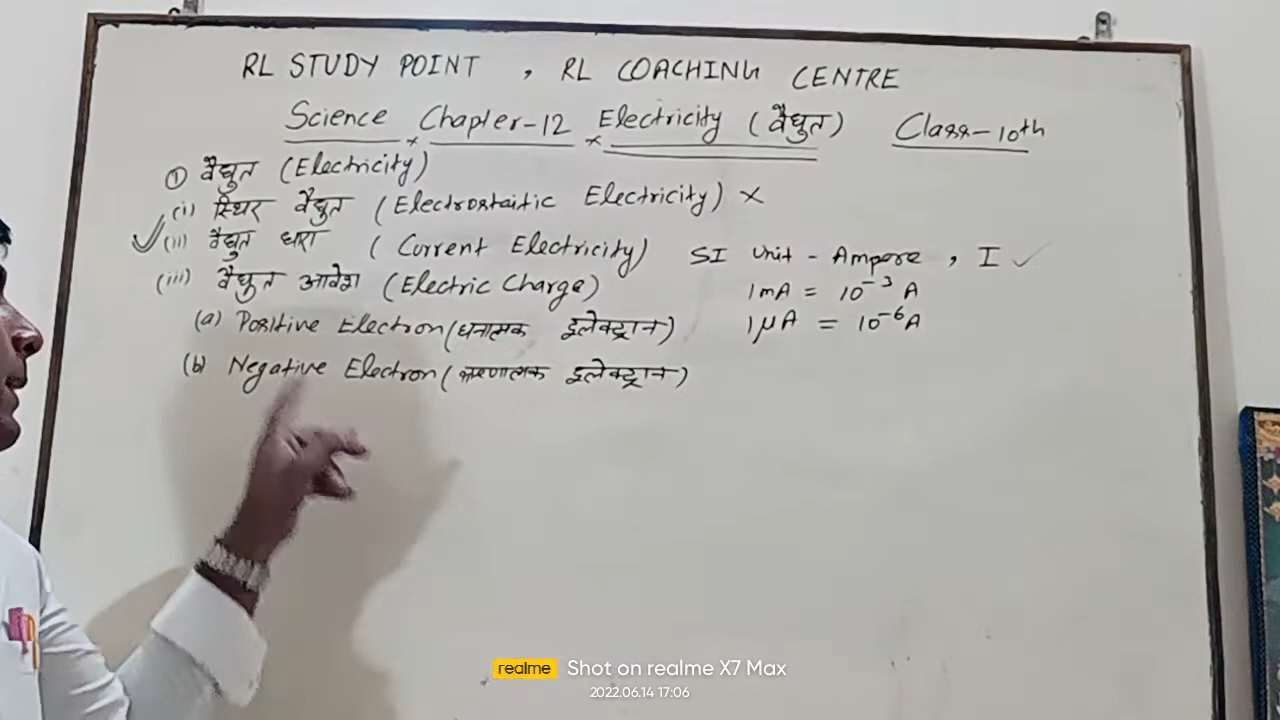 RL STUDY POINT , RL COACHING CENTRE
Science × Chapter-12 × Electricity (वैधुत) Class-10th
① वैधुत (Electricity)
(i) स्थिर वैधुत (Electrostaitic Electricity) ×
✓(ii) वैधुत धारा (Current Electricity) SI Unit - Ampere , I ✓
(iii) वैधुत आवेश (Electric Charge) 1mA = 10⁻³ A
(a) Positive Electron (धनात्मक इलेक्ट्रान) 1μA = 10⁻⁶A
(b) Negative Electron (ऋणात्मक इलेक्ट्रान)
realme Shot on realme X7 Max
2022.06.14 17:06